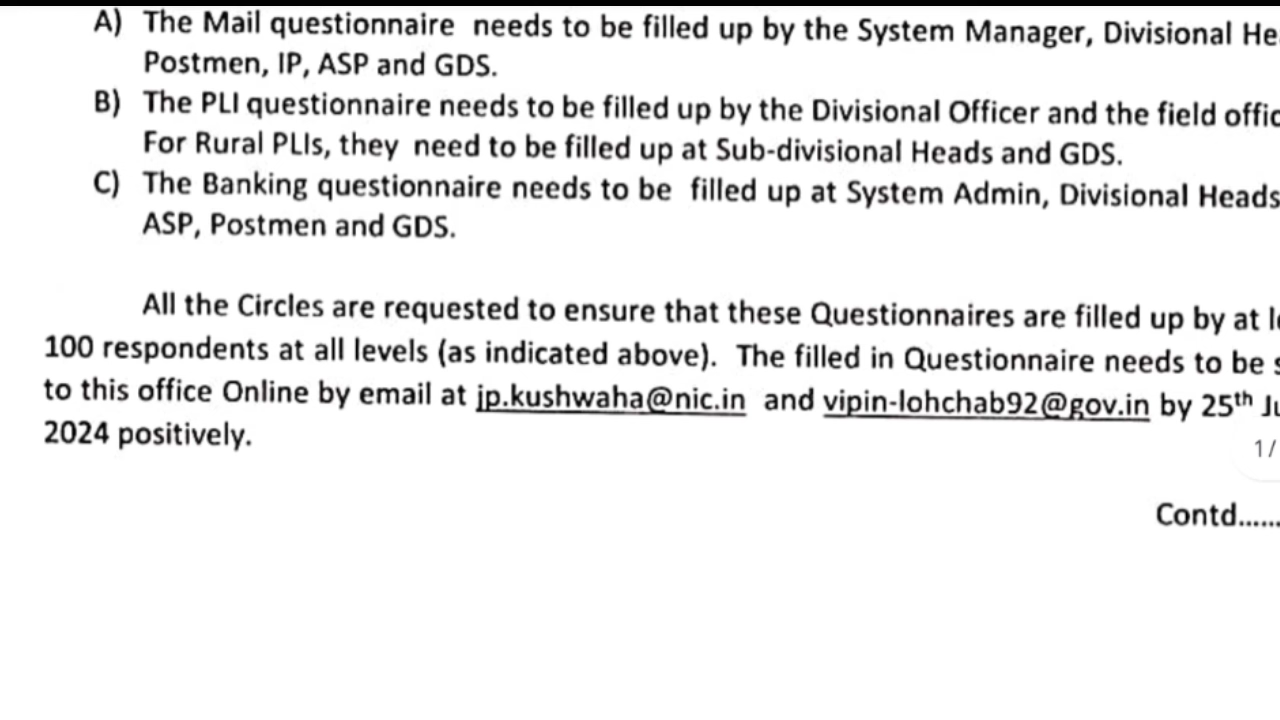 A) The Mail questionnaire needs to be filled up by the System Manager, Divisional
Postmen, IP, ASP and GDS.
B) The PLI questionnaire needs to be filled up by the Divisional Officer and the field
For Rural PLIs, they need to be filled up at Sub-divisional Heads and GDS.
C) The Banking questionnaire needs to be filled up at System Admin, Divisional Heads
ASP, Postmen and GDS.
All the Circles are requested to ensure that these Questionnaires are filled up by at
100 respondents at all levels (as indicated above). The filled in Questionnaire needs to be
to this office Online by email at jp.kushwaha@nic.in and vipin-lohchab92@gov.in by 25th
2024 positively.
1/
Contd......